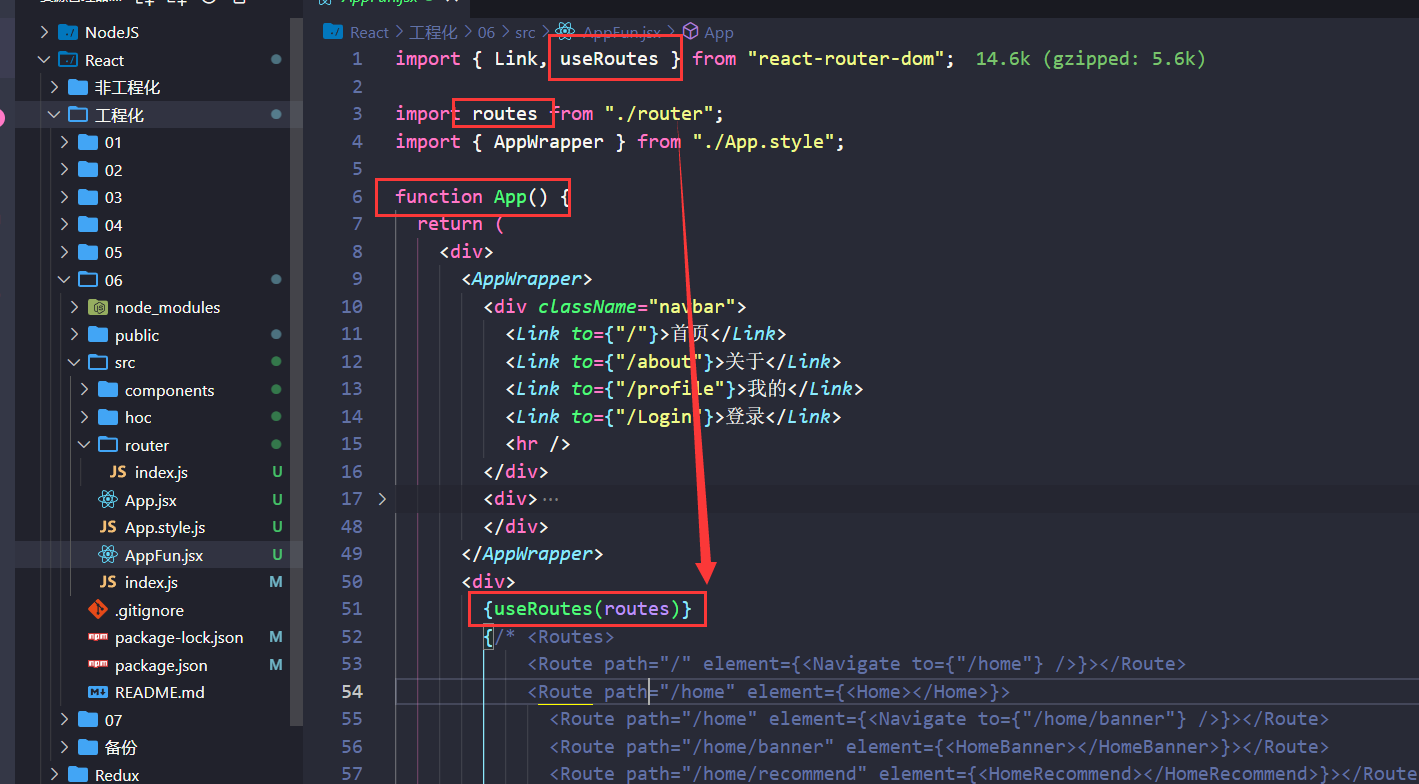 NodeJS
React
非工程化
工程化
01
02
03
04
05
06
node_modules
public
src
components
hoc
router
JS index.js U
App.jsx U
JS App.style.js U
AppFun.jsx U
JS index.js M
.gitignore
npm package-lock.json M
npm package.json M
README.md
07
备份
Redux
React > 工程化 > 06 > src > AppFun.jsx > App
1 import { Link, useRoutes } from "react-router-dom"; 14.6k (gzipped: 5.6k)
2
3 import routes from "./router";
4 import { AppWrapper } from "./App.style";
5
6 function App() {
7 return (
8 <div>
9 <AppWrapper>
10 <div className="navbar">
11 <Link to={"/"}>首页</Link>
12 <Link to={"/about"}>关于</Link>
13 <Link to={"/profile"}>我的</Link>
14 <Link to={"/Login"}>登录</Link>
15 <hr />
16 </div>
17 <div>···
48 </div>
49 </AppWrapper>
50 <div>
51 {useRoutes(routes)}
52 {/* <Routes>
53 <Route path="/" element={<Navigate to={"/home"} />}></Route>
54 <Route path="/home" element={<Home></Home>}>
55 <Route path="/home" element={<Navigate to={"/home/banner"} />}></Route>
56 <Route path="/home/banner" element={<HomeBanner></HomeBanner>}></Route>
57 <Route path="/home/recommend" element={<HomeRecommend></HomeRecommend>}></Route